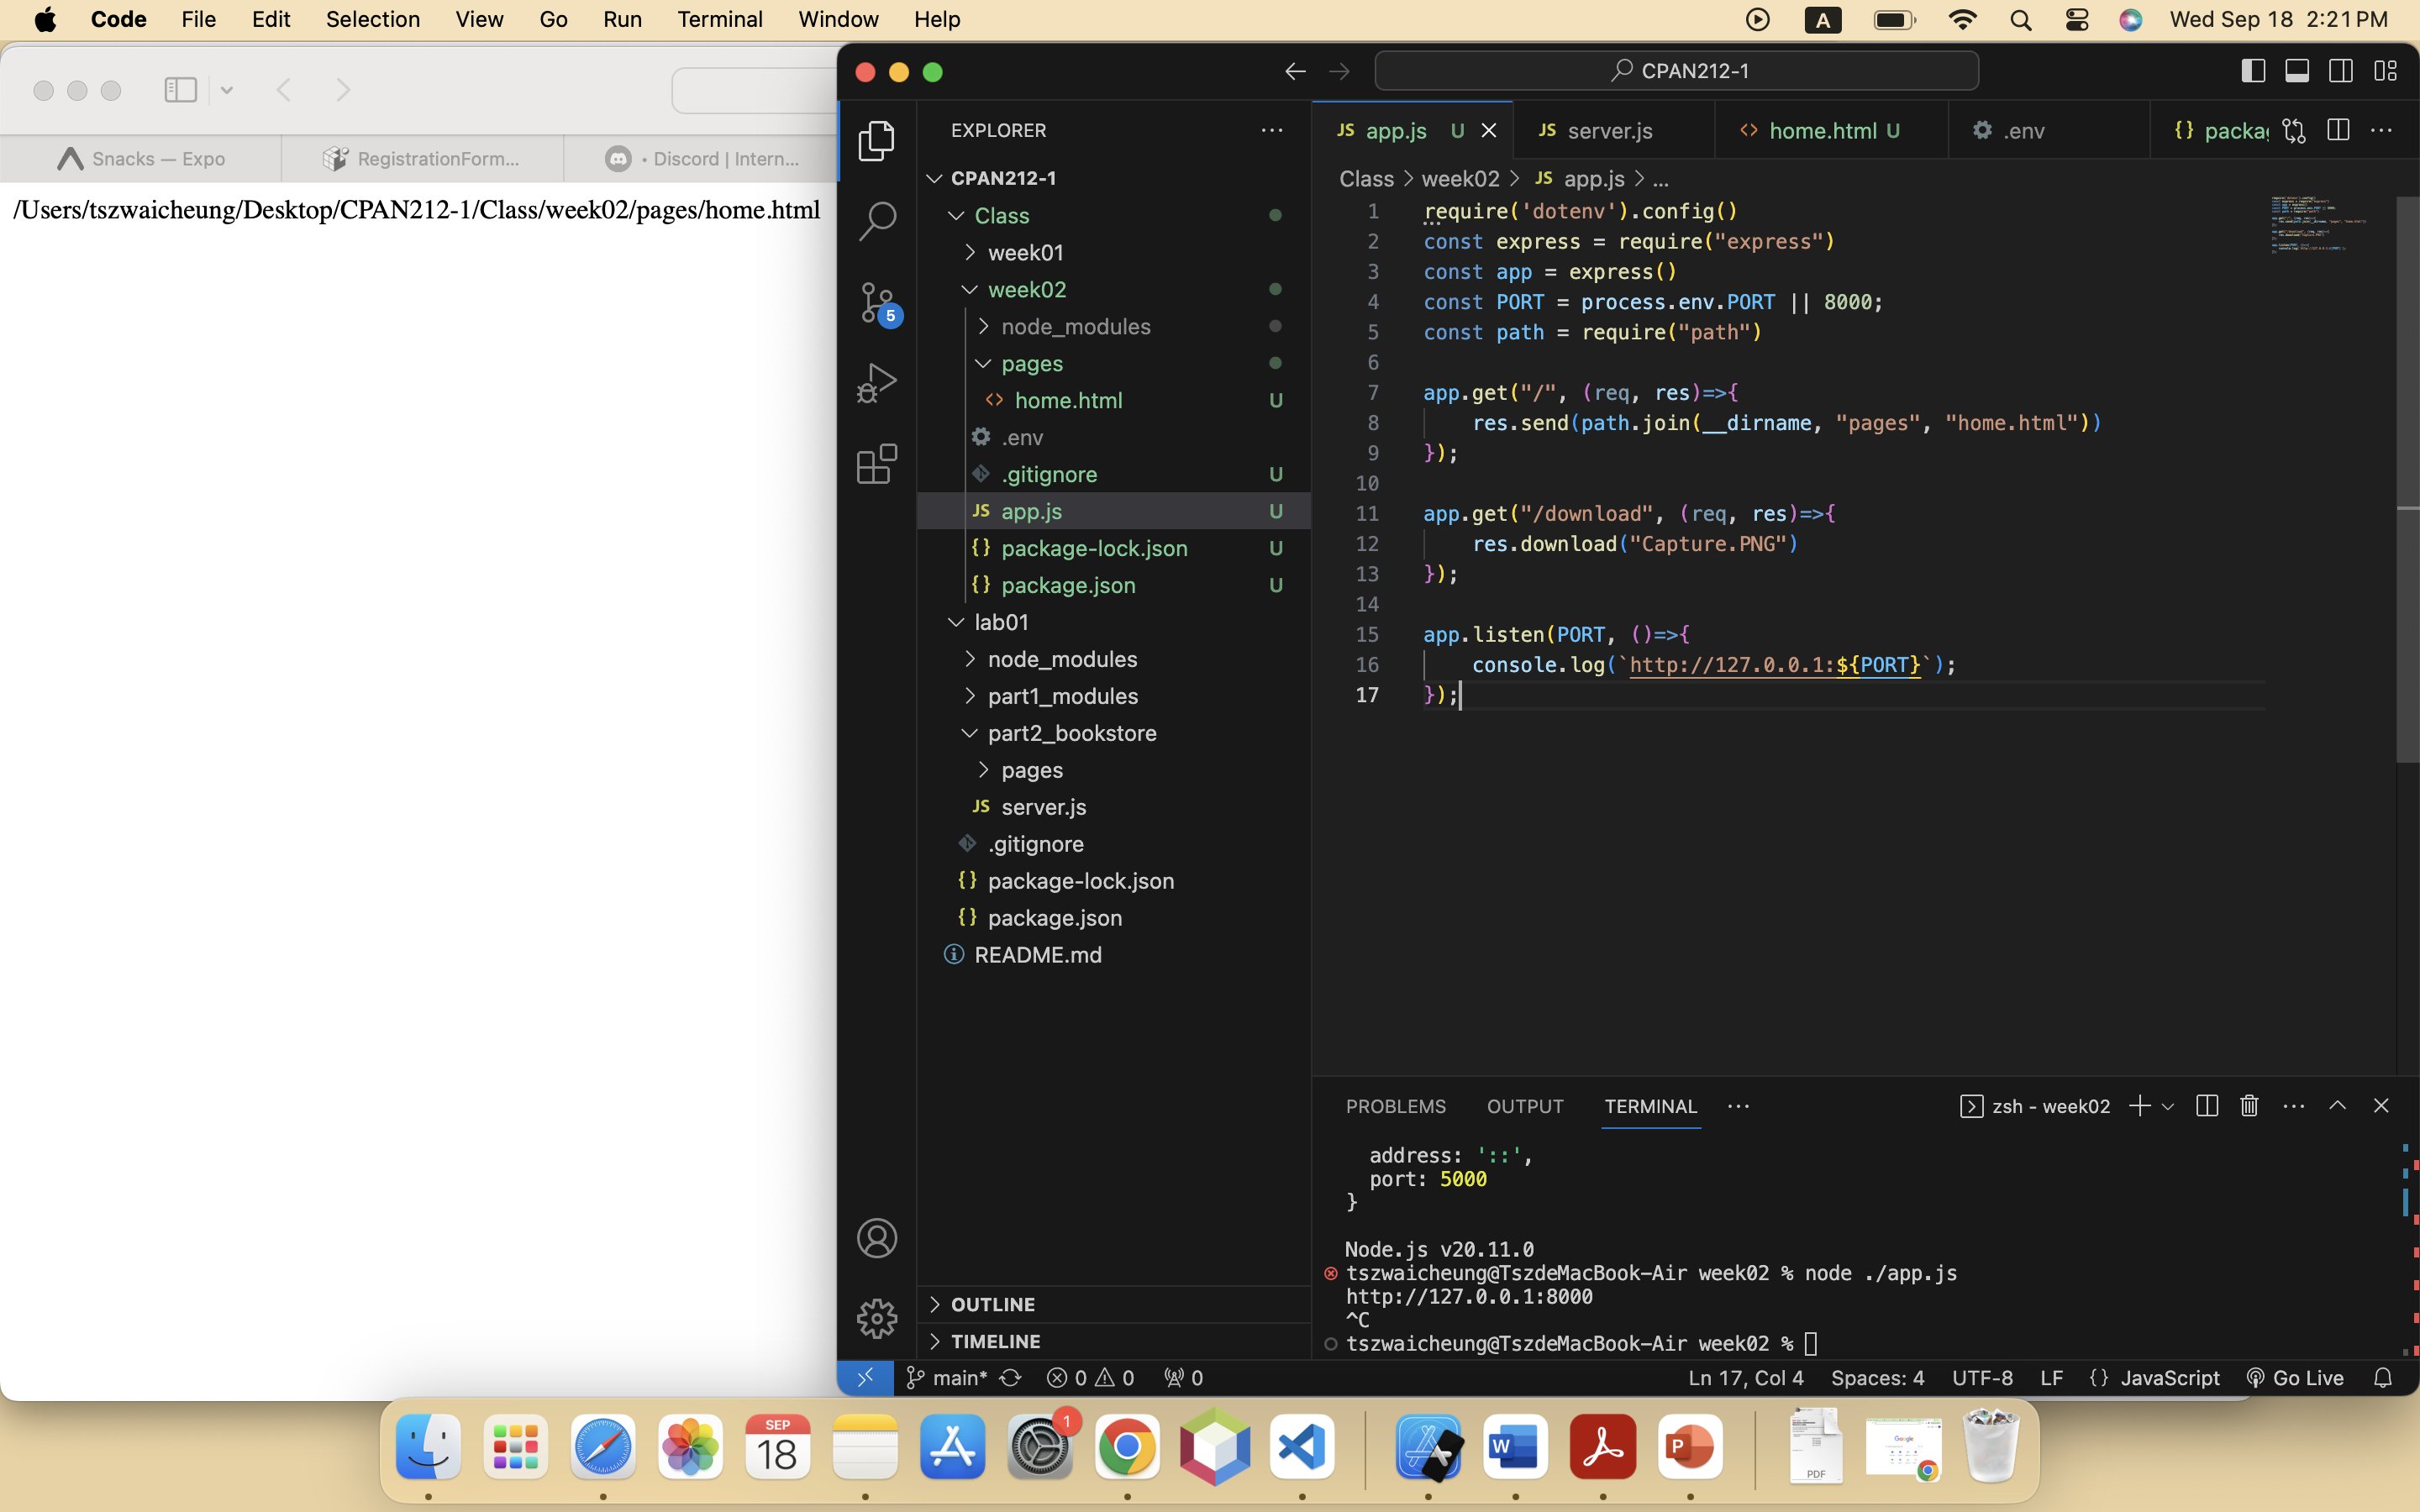 Code File Edit Selection View Go Run Terminal Window Help A Wed Sep 18 2:21 PM
Snacks — Expo RegistrationForm... • Discord | Intern...
/Users/tszwaicheung/Desktop/CPAN212-1/Class/week02/pages/home.html
CPAN212-1
EXPLORER
CPAN212-1
Class
week01
week02
node_modules
pages
home.html U
.env
.gitignore U
JS app.js U
{} package-lock.json U
{} package.json U
lab01
node_modules
part1_modules
part2_bookstore
pages
JS server.js
.gitignore
{} package-lock.json
{} package.json
README.md
OUTLINE
TIMELINE
5
JS app.js U JS server.js <> home.html U .env {} packa
Class > week02 > JS app.js > ...
1 require('dotenv').config()
2 const express = require("express")
3 const app = express()
4 const PORT = process.env.PORT || 8000;
5 const path = require("path")
6
7 app.get("/", (req, res)=>{
8 res.send(path.join(__dirname, "pages", "home.html"))
9 });
10
11 app.get("/download", (req, res)=>{
12 res.download("Capture.PNG")
13 });
14
15 app.listen(PORT, ()=>{
16 console.log(`http://127.0.0.1:${PORT}`);
17 });
PROBLEMS OUTPUT TERMINAL zsh - week02
address: '::',
port: 5000
}
Node.js v20.11.0
tszwaicheung@TszdeMacBook-Air week02 % node ./app.js
http://127.0.0.1:8000
^C
tszwaicheung@TszdeMacBook-Air week02 %
main* 0 0 0 Ln 17, Col 4 Spaces: 4 UTF-8 LF {} JavaScript Go Live
SEP
18
1
W
P
PDF
Google